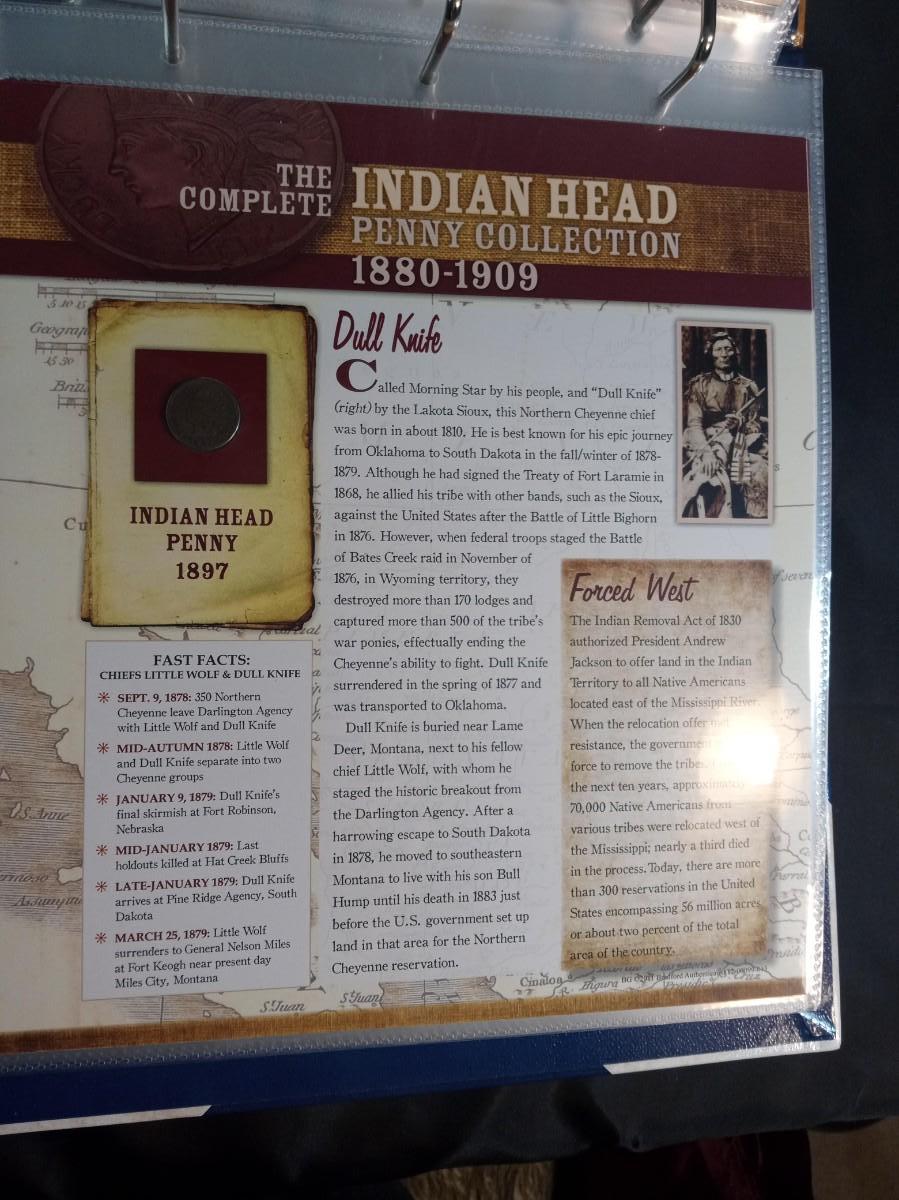 THE
COMPLETE
INDIAN HEAD
PENNY COLLECTION
1880-1909
INDIAN HEAD
PENNY
1897
FAST FACTS:
CHIEFS LITTLE WOLF & DULL KNIFE
SEPT. 9, 1878: 350 Northern
Cheyenne leave Darlington Agency
with Little Wolf and Dull Knife
MID-AUTUMN 1878: Little Wolf
and Dull Knife separate into two
Cheyenne groups
JANUARY 9, 1879: Dull Knife's
final skirmish at Fort Robinson,
Nebraska
MID-JANUARY 1879: Last
holdouts killed at Hat Creek Bluffs
LATE-JANUARY 1879: Dull Knife
arrives at Pine Ridge Agency, South
Dakota
MARCH 25, 1879: Little Wolf
surrenders to General Nelson Miles
at Fort Keogh near present day
Miles City, Montana
Dull Knife
Called Morning Star by his people, and “Dull Knife”
(right) by the Lakota Sioux, this Northern Cheyenne chief
was born in about 1810. He is best known for his epic journey
from Oklahoma to South Dakota in the fall/winter of 1878-
1879. Although he had signed the Treaty of Fort Laramie in
1868, he allied his tribe with other bands, such as the Sioux,
against the United States after the Battle of Little Bighorn
in 1876. However, when federal troops staged the Battle
of Bates Creek raid in November of
1876, in Wyoming territory, they
destroyed more than 170 lodges and
captured more than 500 of the tribe's
war ponies, effectually ending the
Cheyenne's ability to fight. Dull Knife
surrendered in the spring of 1877 and
was transported to Oklahoma.
Dull Knife is buried near Lame
Deer, Montana, next to his fellow
chief Little Wolf, with whom he
staged the historic breakout from
the Darlington Agency. After a
harrowing escape to South Dakota
in 1878, he moved to southeastern
Montana to live with his son Bull
Hump until his death in 1883 just
before the U.S. government set up
land in that area for the Northern
Cheyenne reservation.
Forced West
The Indian Removal Act of 1830
authorized President Andrew
Jackson to offer land in the Indian
Territory to all Native Americans
located east of the Mississippi River.
When the relocation offer met
resistance, the government
force to remove the tribes.
the next ten years, approximately
70,000 Native Americans from
various tribes were relocated west of
the Mississippi; nearly a third died
in the process. Today, there are more
than 300 reservations in the United
States encompassing 56 million acres,
or about two percent of the total
area of the country.
5 10 15
Geograp
15 30
Briti
Cu
U.S. Anne
St Juan
St Juan
Cinaloa